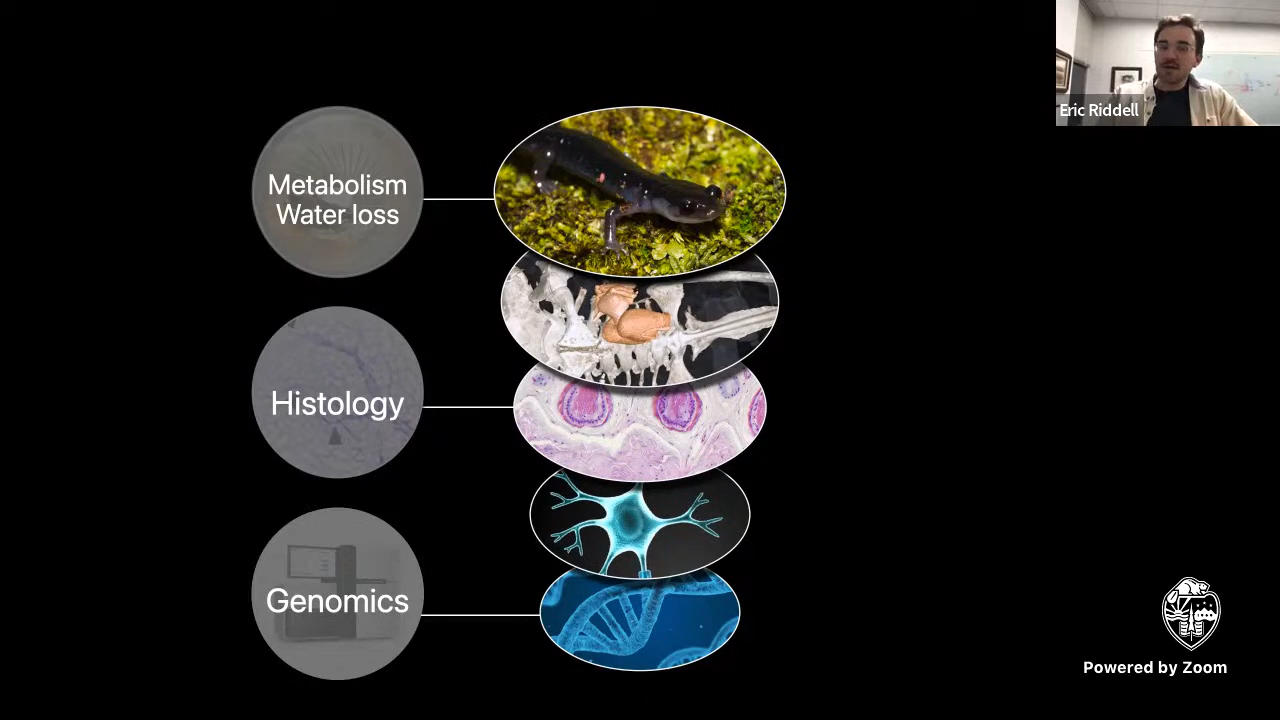 Eric Riddell
Metabolism
Water loss
Histology
Genomics
Powered by Zoom